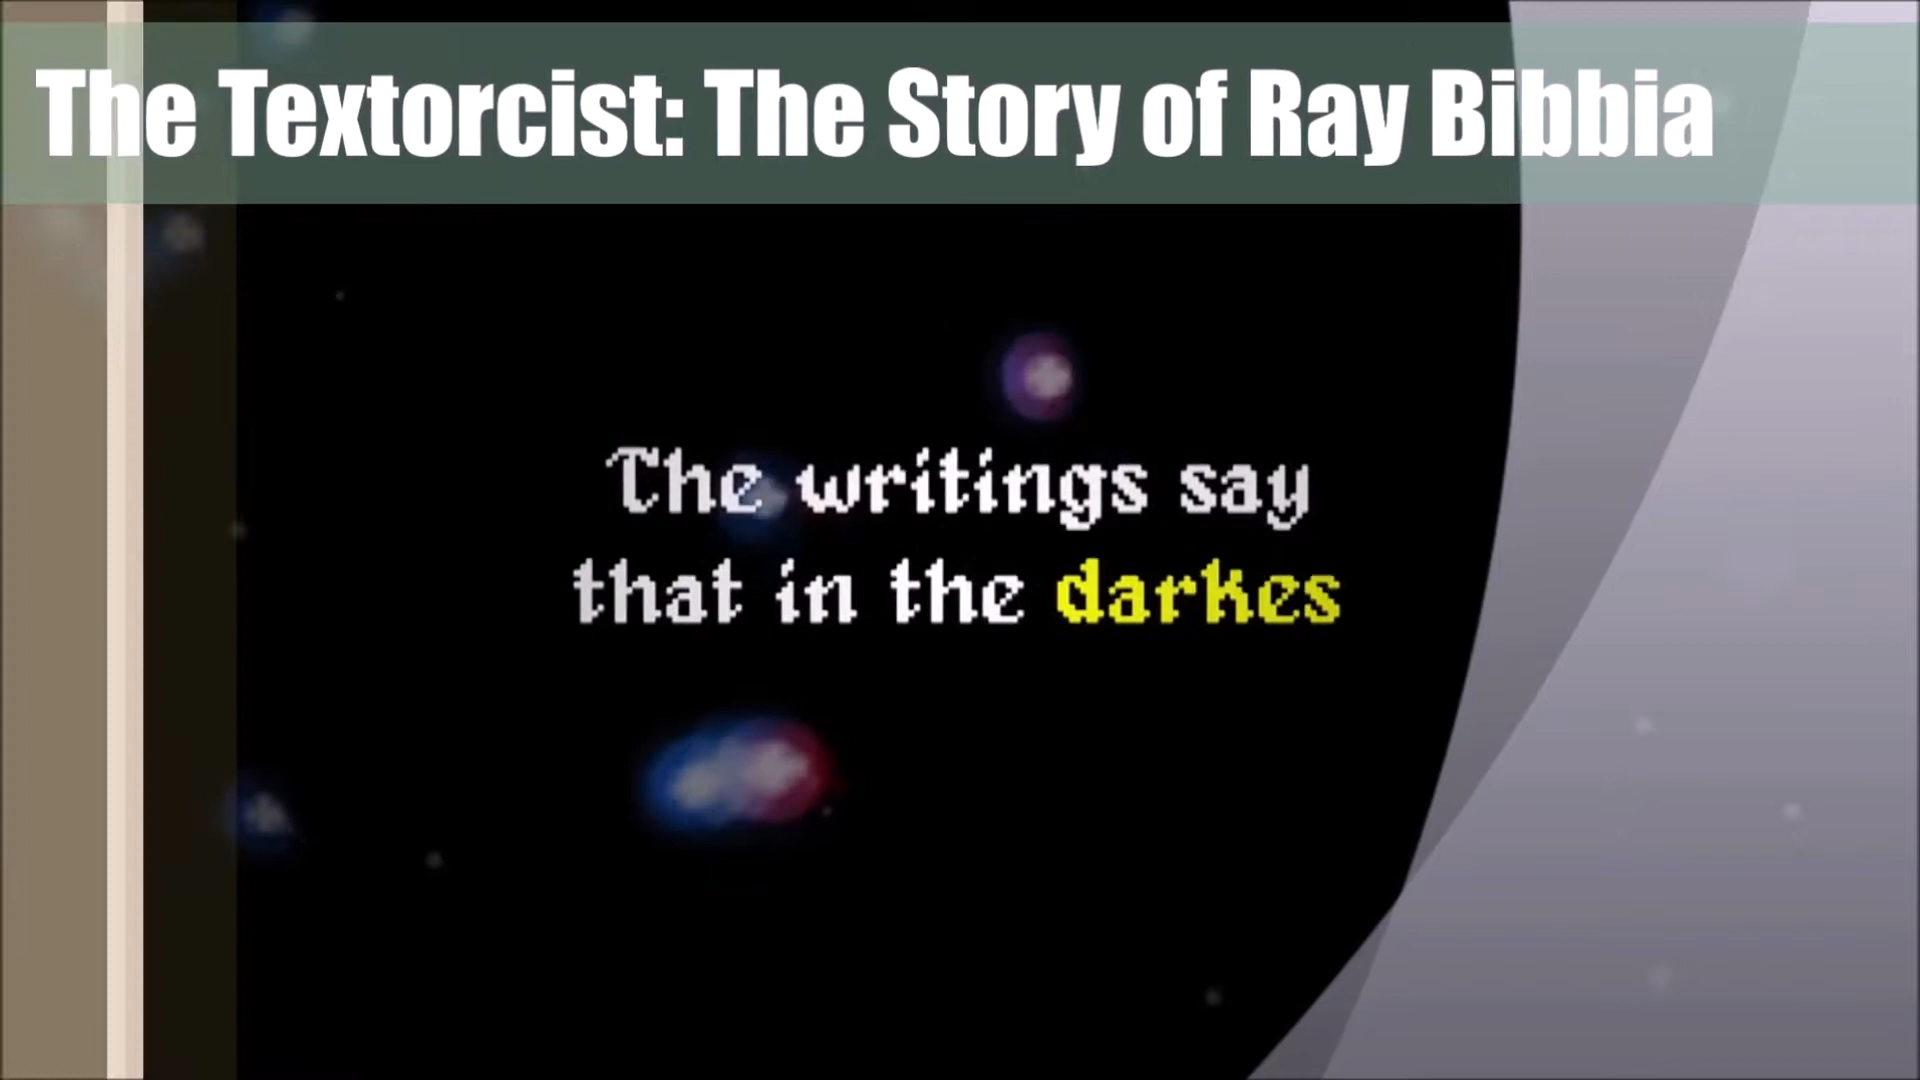 The Textorcist: The Story of Ray Bibbia
The writings say
that in the darkes